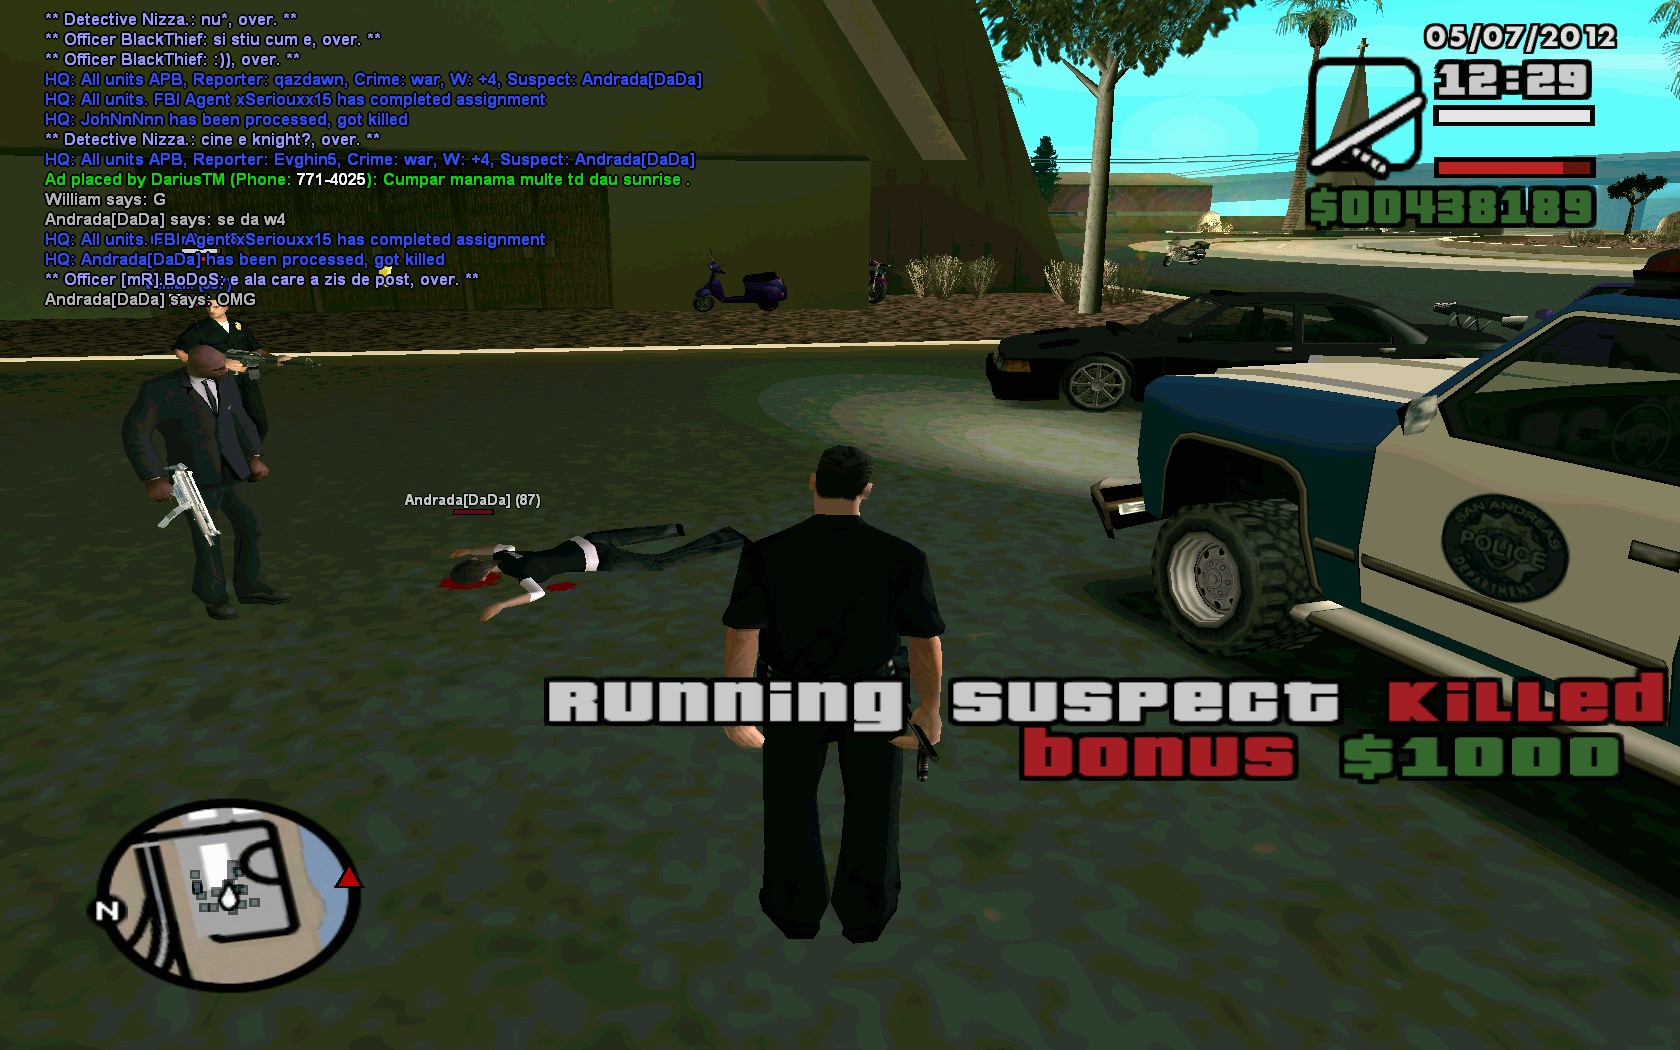 ** Detective Nizza.: nu*, over. **
** Officer BlackThief: si stiu cum e, over. **
** Officer BlackThief: :)), over. **
HQ: All units APB, Reporter: qazdawn, Crime: war, W: +4, Suspect: Andrada[DaDa]
HQ: All units. FBI Agent xSeriouxx15 has completed assignment
HQ: JohNnNnn has been processed, got killed
** Detective Nizza.: cine e knight?, over. **
HQ: All units APB, Reporter: Evghin5, Crime: war, W: +4, Suspect: Andrada[DaDa]
Ad placed by DariusTM (Phone: 771-4025): Cumpar manama multe td dau sunrise .
William says: G
Andrada[DaDa] says: se da w4
HQ: All units. FBI Agent xSeriouxx15 has completed assignment
HQ: Andrada[DaDa] has been processed, got killed
** Officer [mR].BoDoS: e ala care a zis de post, over. **
Andrada[DaDa] says: OMG
05/07/2012
12:29
$00438189
Andrada[DaDa] (87)
SAN ANDREAS
POLICE
DEPARTMENT
Running suspect Killed
bonus $1000
N